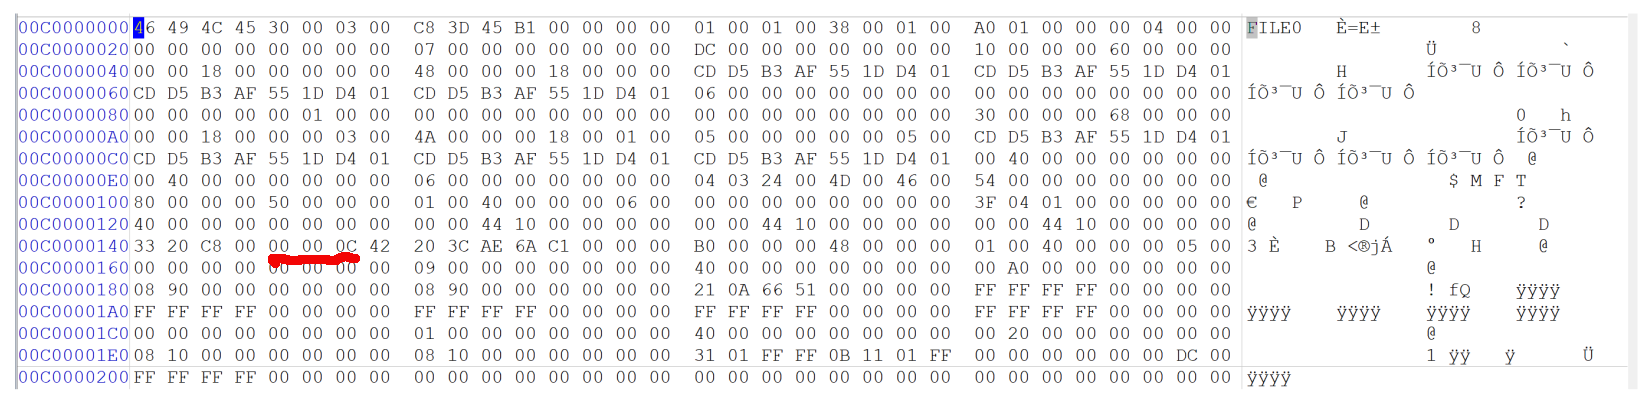 00C0000000 46 49 4C 45 30 00 03 00 C8 3D 45 B1 00 00 00 00 01 00 01 00 38 00 01 00 A0 01 00 00 00 04 00 00 FILE0 È=E± 8
00C0000020 00 00 00 00 00 00 00 00 07 00 00 00 00 00 00 00 DC 00 00 00 00 00 00 00 10 00 00 00 60 00 00 00 Ü `
00C0000040 00 00 18 00 00 00 00 00 48 00 00 00 18 00 00 00 CD D5 B3 AF 55 1D D4 01 CD D5 B3 AF 55 1D D4 01 H ÍÕ³¯U Ô ÍÕ³¯U Ô
00C0000060 CD D5 B3 AF 55 1D D4 01 CD D5 B3 AF 55 1D D4 01 06 00 00 00 00 00 00 00 00 00 00 00 00 00 00 00 ÍÕ³¯U Ô ÍÕ³¯U Ô
00C0000080 00 00 00 00 00 01 00 00 00 00 00 00 00 00 00 00 00 00 00 00 00 00 00 00 30 00 00 00 68 00 00 00 0 h
00C00000A0 00 00 18 00 00 00 03 00 4A 00 00 00 18 00 01 00 05 00 00 00 00 00 05 00 CD D5 B3 AF 55 1D D4 01 J ÍÕ³¯U Ô
00C00000C0 CD D5 B3 AF 55 1D D4 01 CD D5 B3 AF 55 1D D4 01 CD D5 B3 AF 55 1D D4 01 00 40 00 00 00 00 00 00 ÍÕ³¯U Ô ÍÕ³¯U Ô ÍÕ³¯U Ô @
00C00000E0 00 40 00 00 00 00 00 00 06 00 00 00 00 00 00 00 04 03 24 00 4D 00 46 00 54 00 00 00 00 00 00 00 @ $ M F T
00C0000100 80 00 00 00 50 00 00 00 01 00 40 00 00 00 06 00 00 00 00 00 00 00 00 00 3F 04 01 00 00 00 00 00 € P @ ?
00C0000120 40 00 00 00 00 00 00 00 00 00 44 10 00 00 00 00 00 00 44 10 00 00 00 00 00 00 44 10 00 00 00 00 @ D D D
00C0000140 33 20 C8 00 00 00 00 0C 42 20 3C AE 6A C1 00 00 B0 00 00 00 48 00 00 00 01 00 40 00 00 00 05 00 3 È B <®jÁ ° H @
00C0000160 00 00 00 00 00 00 00 00 09 00 00 00 00 00 00 00 40 00 00 00 00 00 00 00 00 A0 00 00 00 00 00 00 @
00C0000180 08 90 00 00 00 00 00 00 08 90 00 00 00 00 00 00 21 0A 66 51 00 00 00 00 FF FF FF FF 00 00 00 00 ! fQ ÿÿÿÿ
00C00001A0 FF FF FF FF 00 00 00 00 FF FF FF FF 00 00 00 00 FF FF FF FF 00 00 00 00 FF FF FF FF 00 00 00 00 ÿÿÿÿ ÿÿÿÿ ÿÿÿÿ ÿÿÿÿ
00C00001C0 00 00 00 00 00 00 00 00 01 00 00 00 00 00 00 00 40 00 00 00 00 00 00 00 00 20 00 00 00 00 00 00 @
00C00001E0 08 10 00 00 00 00 00 00 08 10 00 00 00 00 00 00 31 01 FF FF 0B 11 01 FF 00 00 00 00 00 00 DC 00 1 ÿÿ ÿ Ü
00C0000200 FF FF FF FF 00 00 00 00 00 00 00 00 00 00 00 00 00 00 00 00 00 00 00 00 00 00 00 00 00 00 00 00 ÿÿÿÿ